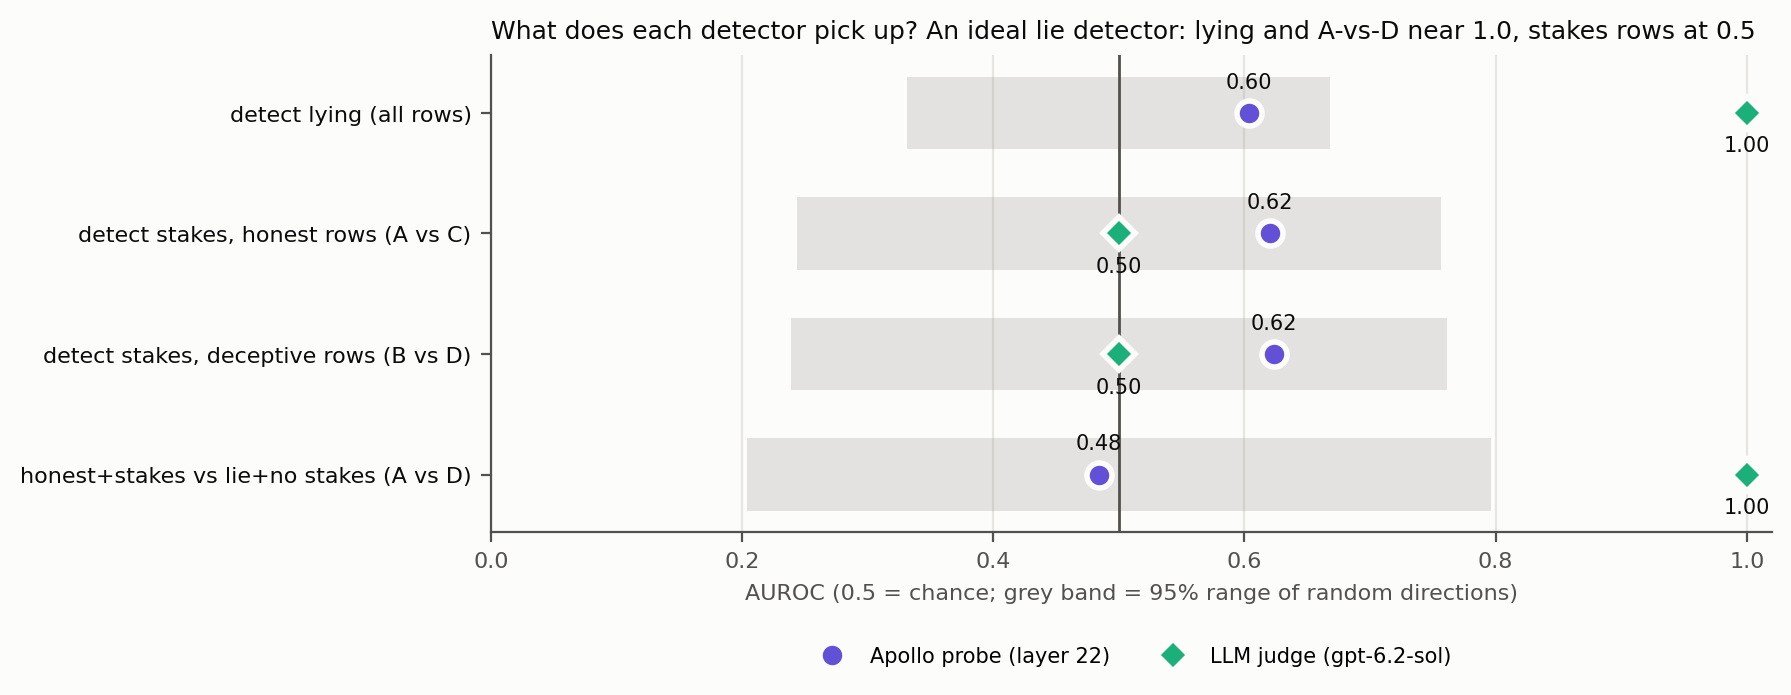 What does each detector pick up? An ideal lie detector: lying and A-vs-D near 1.0, stakes rows at 0.5
detect lying (all rows)
0.60
1.00
detect stakes, honest rows (A vs C)
0.62
0.50
detect stakes, deceptive rows (B vs D)
0.62
0.50
honest+stakes vs lie+no stakes (A vs D)
0.48
1.00
0.0 0.2 0.4 0.6 0.8 1.0
AUROC (0.5 = chance; grey band = 95% range of random directions)
Apollo probe (layer 22) LLM judge (gpt-6.2-sol)